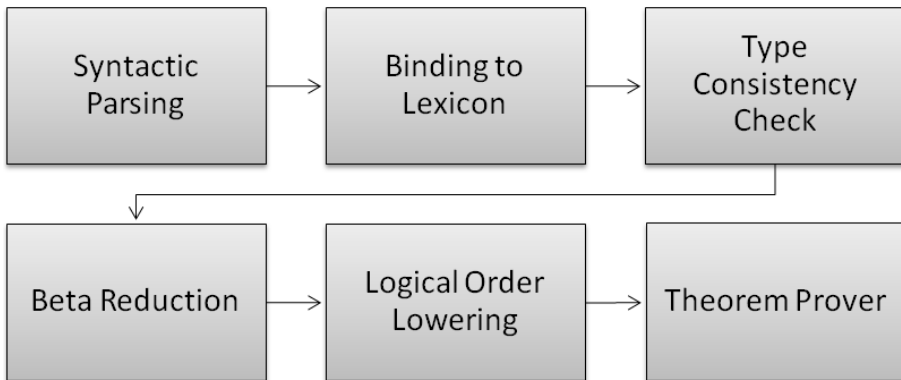 Syntactic
Parsing
Binding to
Lexicon
Type
Consistency
Check
Beta Reduction
Logical Order
Lowering
Theorem Prover